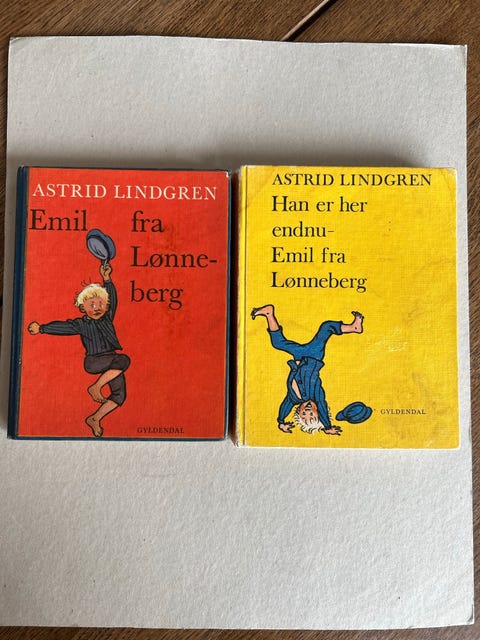 ASTRID LINDGREN
Emil fra
Lønne-
berg
GYLDENDAL
ASTRID LINDGREN
Han er her
endnu-
Emil fra
Lønneberg
GYLDENDAL